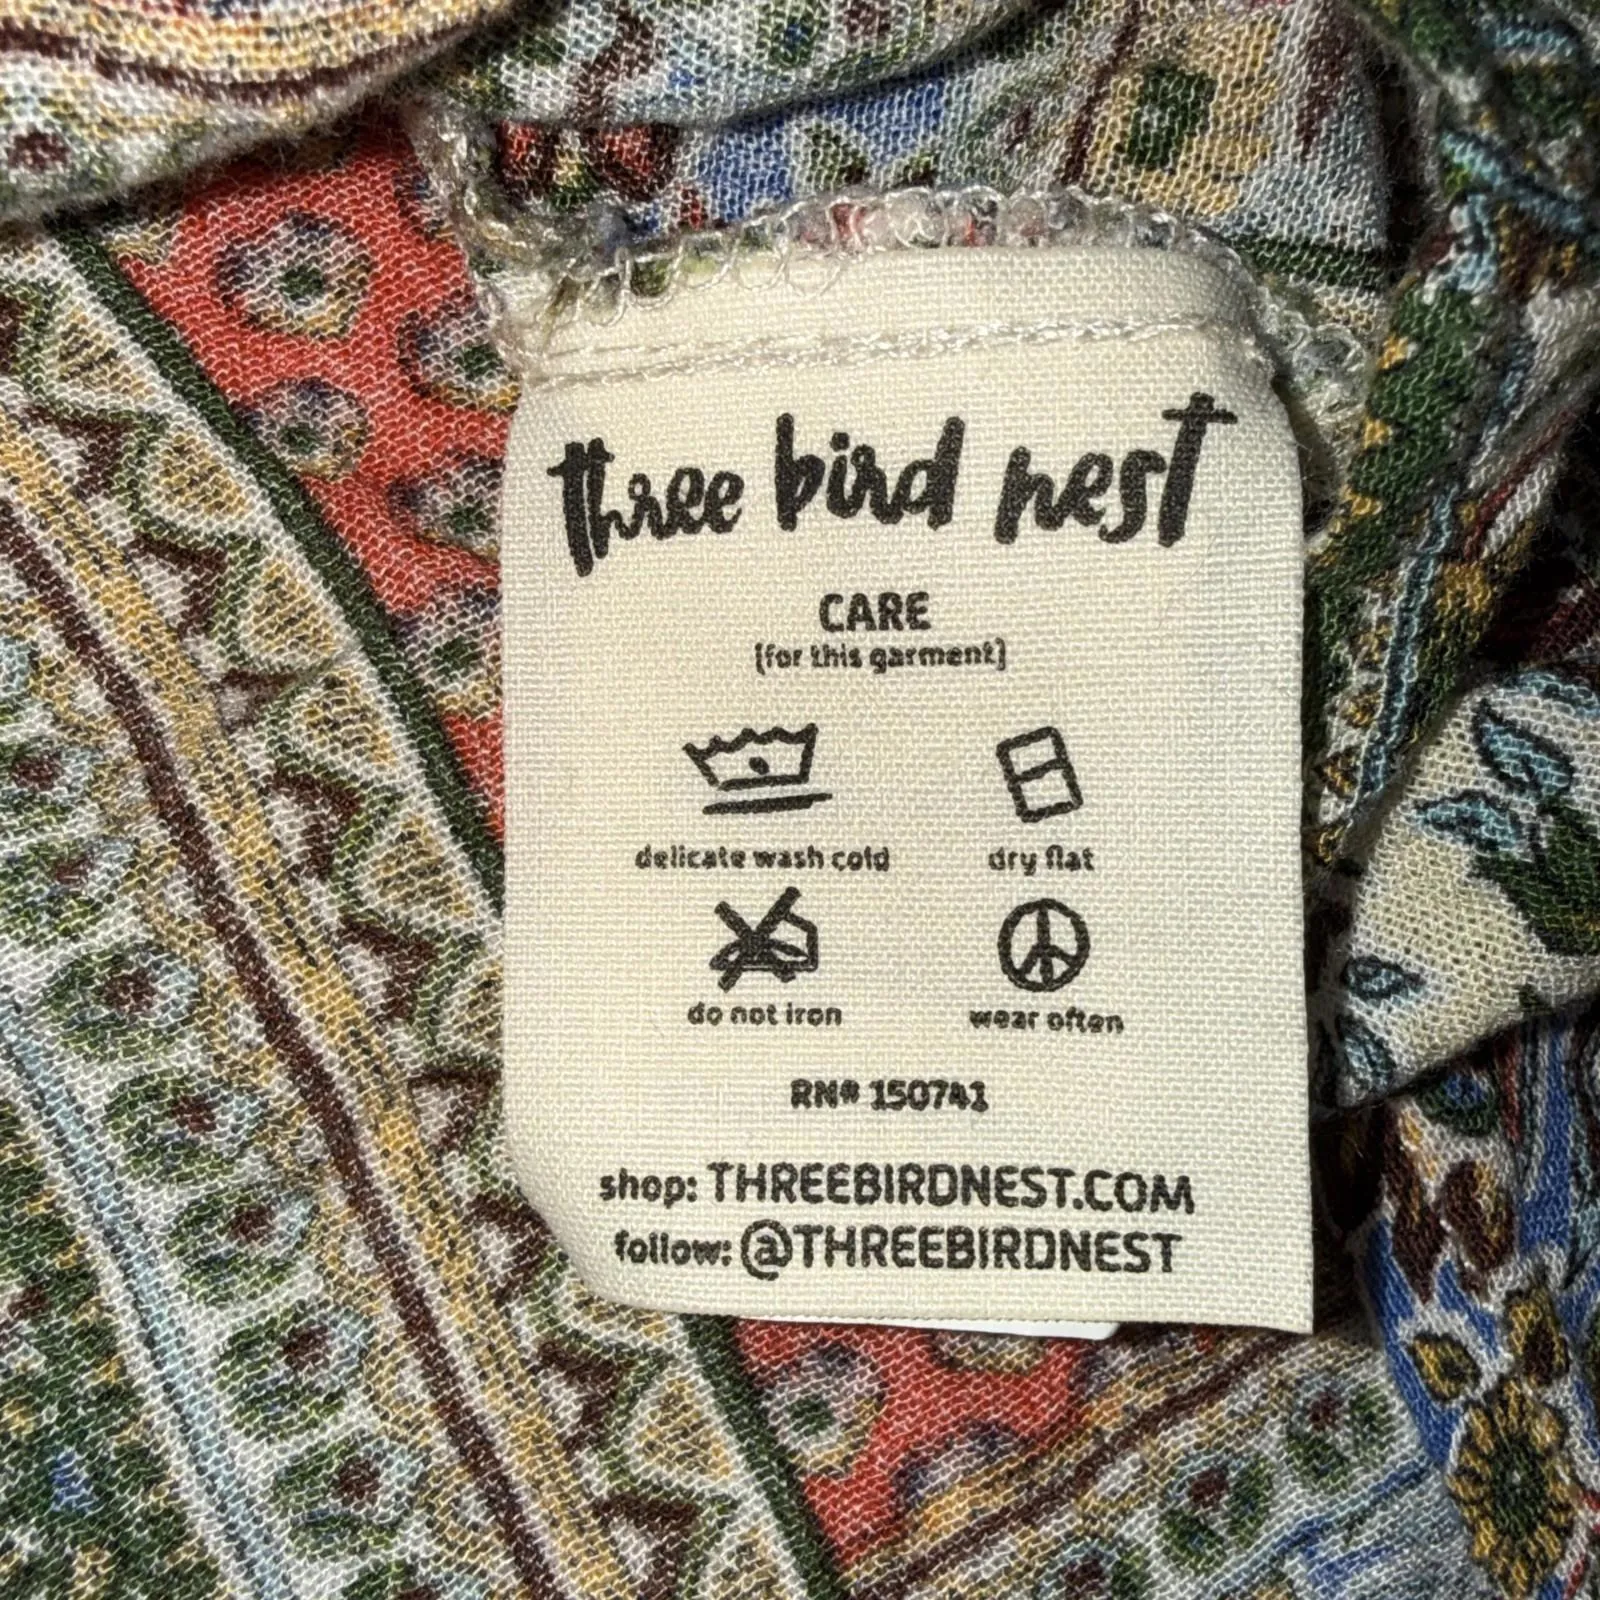 three bird nest
CARE
[for this garment]
delicate wash cold
dry flat
do not iron
wear often
RN# 150741
shop: THREEBIRDNEST.COM
follow: @THREEBIRDNEST